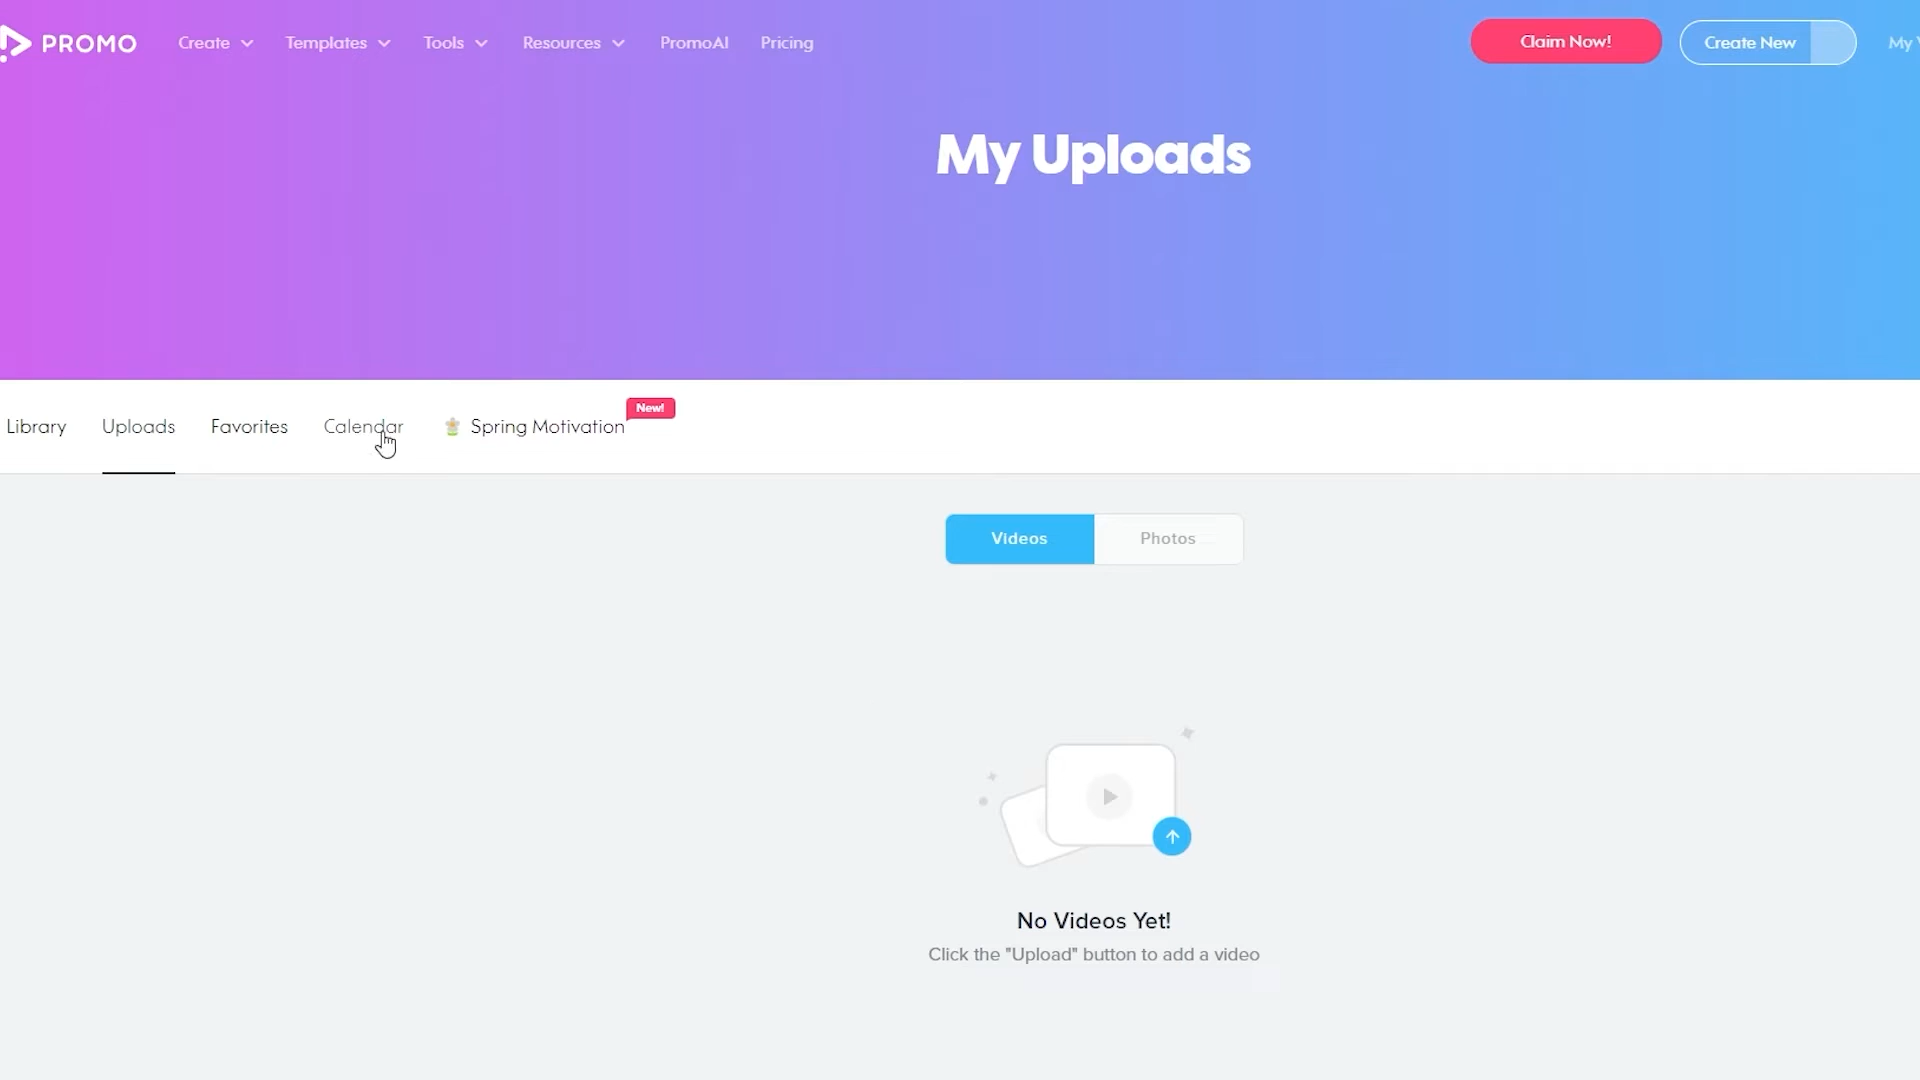 PROMO Create Templates Tools Resources PromoAI Pricing Claim Now! Create New My
My Uploads
New!
Library Uploads Favorites Calendar Spring Motivation
Videos Photos
No Videos Yet!
Click the "Upload" button to add a video